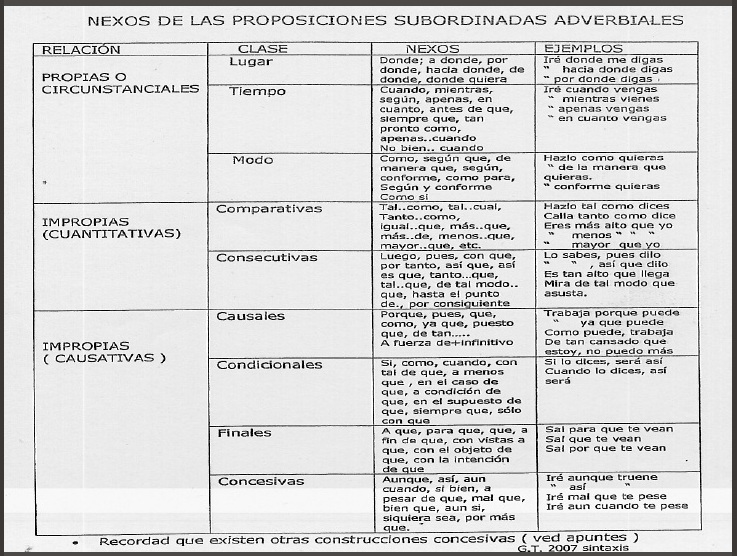 NEXOS DE LAS PROPOSICIONES SUBORDINADAS ADVERBIALES
RELACIÓN CLASE NEXOS EJEMPLOS
PROPIAS O
CIRCUNSTANCIALES
Lugar
Donde; a donde, por
donde, hacia donde, de
donde, donde quiera
Iré donde me digas
" hacia donde digas
" por donde digas .
Tiempo
Cuando, mientras,
según, apenas, en
cuanto, antes de que,
siempre que, tan
pronto como,
apenas..cuando
No bien.. cuando
Iré cuando vengas
" mientras vienes
" apenas vengas
" en cuanto vengas
Modo
Como, según que, de
manera que, según,
conforme, como para,
Según y conforme
Como si
Hazlo como quieras
" de la manera que
quieras.
" conforme quieras
IMPROPIAS
(CUANTITATIVAS)
Comparativas
Tal..como, tal..cual,
Tanto..como,
igual..que, más..que,
más..de, menos..que,
mayor..que, etc.
Hazlo tal como dices
Calla tanto como dice
Eres más alto que yo
" menos " " "
" mayor que yo
Consecutivas
Luego, pues, con que,
por tanto, así que, así
es que, tanto...que,
tal..que, de tal modo..
que, hasta el punto
de., por consiguiente
Lo sabes, pues dilo
" " , así que dilo
Es tan alto que llega
Mira de tal modo que
asusta.
IMPROPIAS
( CAUSATIVAS )
Causales
Porque, pues, que,
como, ya que, puesto
que, de tan.....
A fuerza de+infinitivo
Trabaja porque puede
" ya que puede
Como puede, trabaja
De tan cansado que
estoy, no puedo más
Condicionales
Si, como, cuando, con
tal de que, a menos
que , en el caso de
que, a condición de
que, en el supuesto de
que, siempre que, sólo
con que
Si lo dices, será así
Cuando lo dices, así
será
Finales
A que, para que, que, a
fin de que, con vistas a
que, con el objeto de
que, con la intención
de que
Sal para que te vean
Sal que te vean
Sal por que te vean
Concesivas
Aunque, así, aun
cuando, si bien, a
pesar de que, mal que,
bien que, aun si,
siquiera sea, por más
que.
Iré aunque truene
" así "
Iré mal que te pese
Iré aun cuando te pese
• Recordad que existen otras construcciones concesivas ( ved apuntes )
G.T. 2007 sintaxis